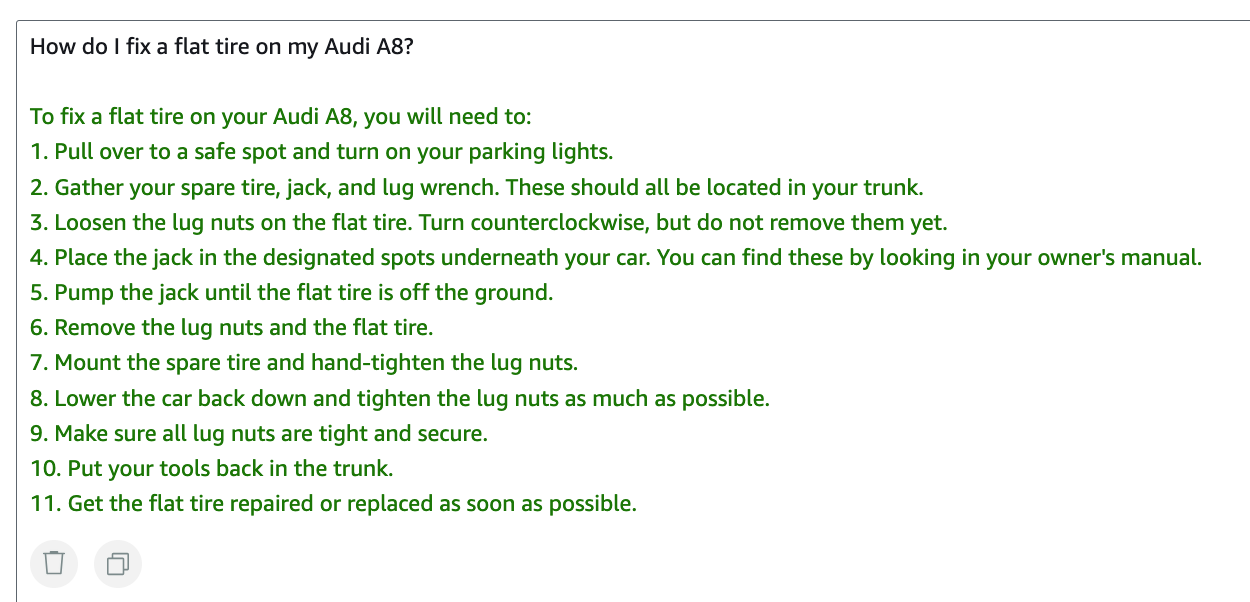 How do I fix a flat tire on my Audi A8?
To fix a flat tire on your Audi A8, you will need to:
1. Pull over to a safe spot and turn on your parking lights.
2. Gather your spare tire, jack, and lug wrench. These should all be located in your trunk.
3. Loosen the lug nuts on the flat tire. Turn counterclockwise, but do not remove them yet.
4. Place the jack in the designated spots underneath your car. You can find these by looking in your owner's manual.
5. Pump the jack until the flat tire is off the ground.
6. Remove the lug nuts and the flat tire.
7. Mount the spare tire and hand-tighten the lug nuts.
8. Lower the car back down and tighten the lug nuts as much as possible.
9. Make sure all lug nuts are tight and secure.
10. Put your tools back in the trunk.
11. Get the flat tire repaired or replaced as soon as possible.